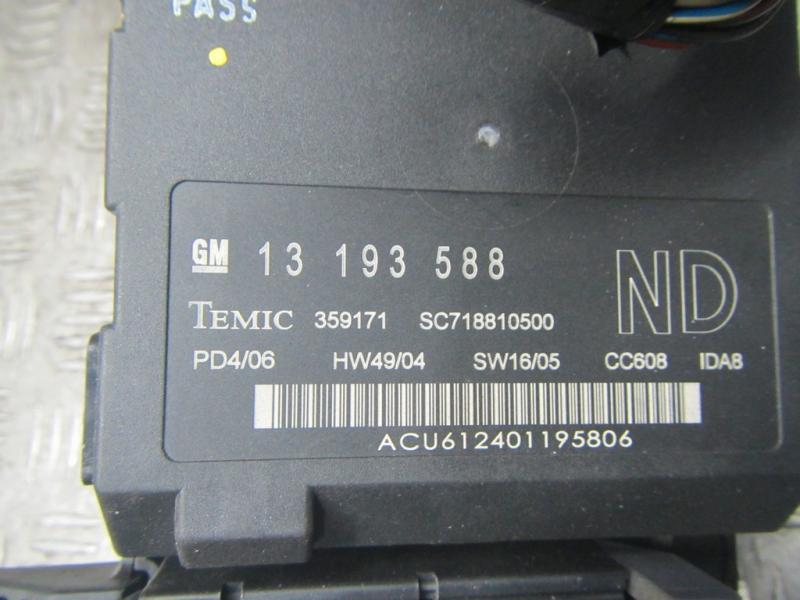 PASS
GM 13 193 588
ND
TEMIC 359171 SC718810500
PD4/06 HW49/04 SW16/05 CC608 IDA8
ACU612401195806